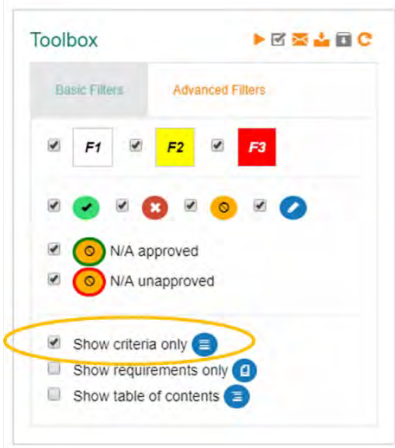 Toolbox
Basic Filters Advanced Filters
F1 F2 F3
N/A approved
N/A unapproved
Show criteria only
Show requirements only
Show table of contents